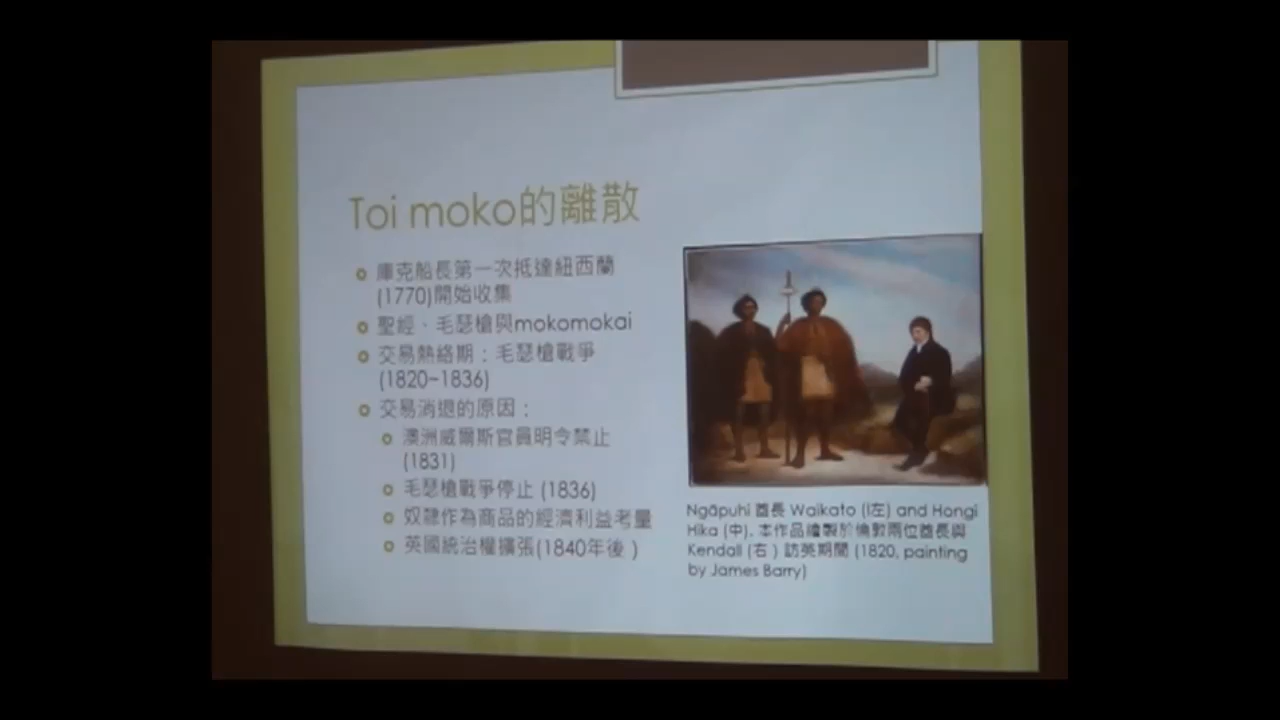 Toi moko的離散
庫克船長第一次抵達紐西蘭
(1770)開始收集
聖經、毛瑟槍與mokomokai
交易熱絡期：毛瑟槍戰爭
(1820~1836)
交易消退的原因：
澳洲威爾斯官員明令禁止
(1831)
毛瑟槍戰爭停止 (1836)
奴隸作為商品的經濟利益考量
英國統治權擴張(1840年後 )
Ngāpuhi 酋長 Waikato (l左) and Hongi
Hika (中). 本作品繪製於倫敦兩位酋長與
Kendall (右 ) 訪英期間 (1820, painting
by James Barry)